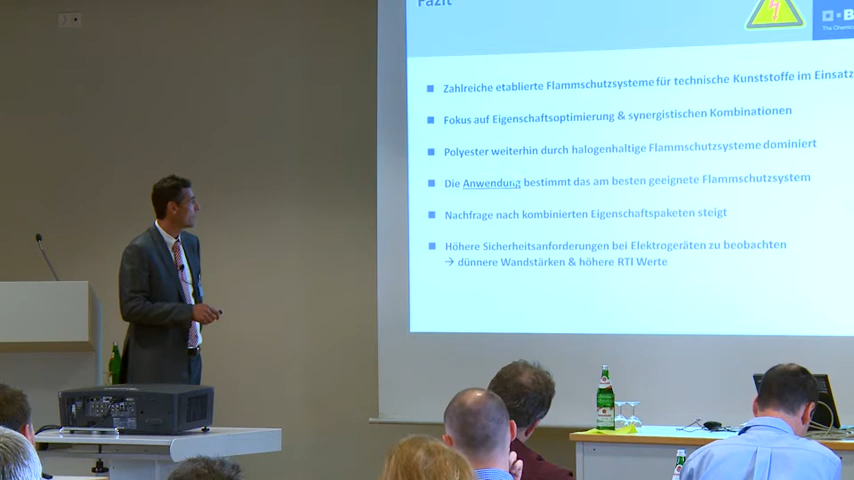 Fazit
The Chemic
Zahlreiche etablierte Flammschutzsysteme für technische Kunststoffe im Einsatz
Fokus auf Eigenschaftsoptimierung & synergistischen Kombinationen
Polyester weiterhin durch halogenhaltige Flammschutzsysteme dominiert
Die Anwendung bestimmt das am besten geeignete Flammschutzsystem
Nachfrage nach kombinierten Eigenschaftspaketen steigt
Höhere Sicherheitsanforderungen bei Elektrogeräten zu beobachten
→ dünnere Wandstärken & höhere RTI Werte